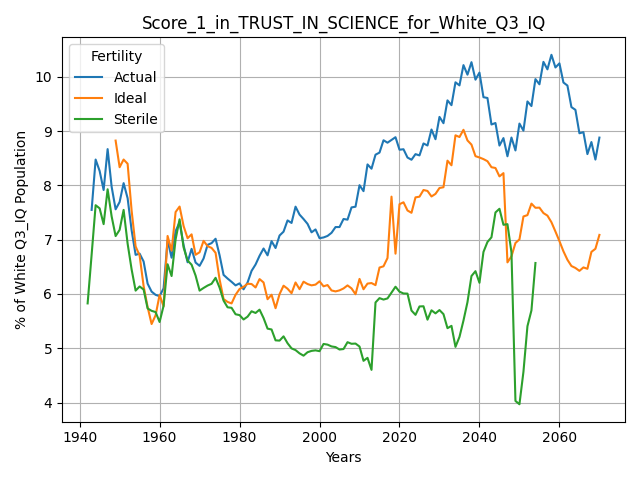 Score_1_in_TRUST_IN_SCIENCE_for_White_Q3_IQ
Fertility
Actual
Ideal
Sterile
% of White Q3_IQ Population
10
9
8
7
6
5
4
1940
1960
1980
2000
2020
2040
2060
Years